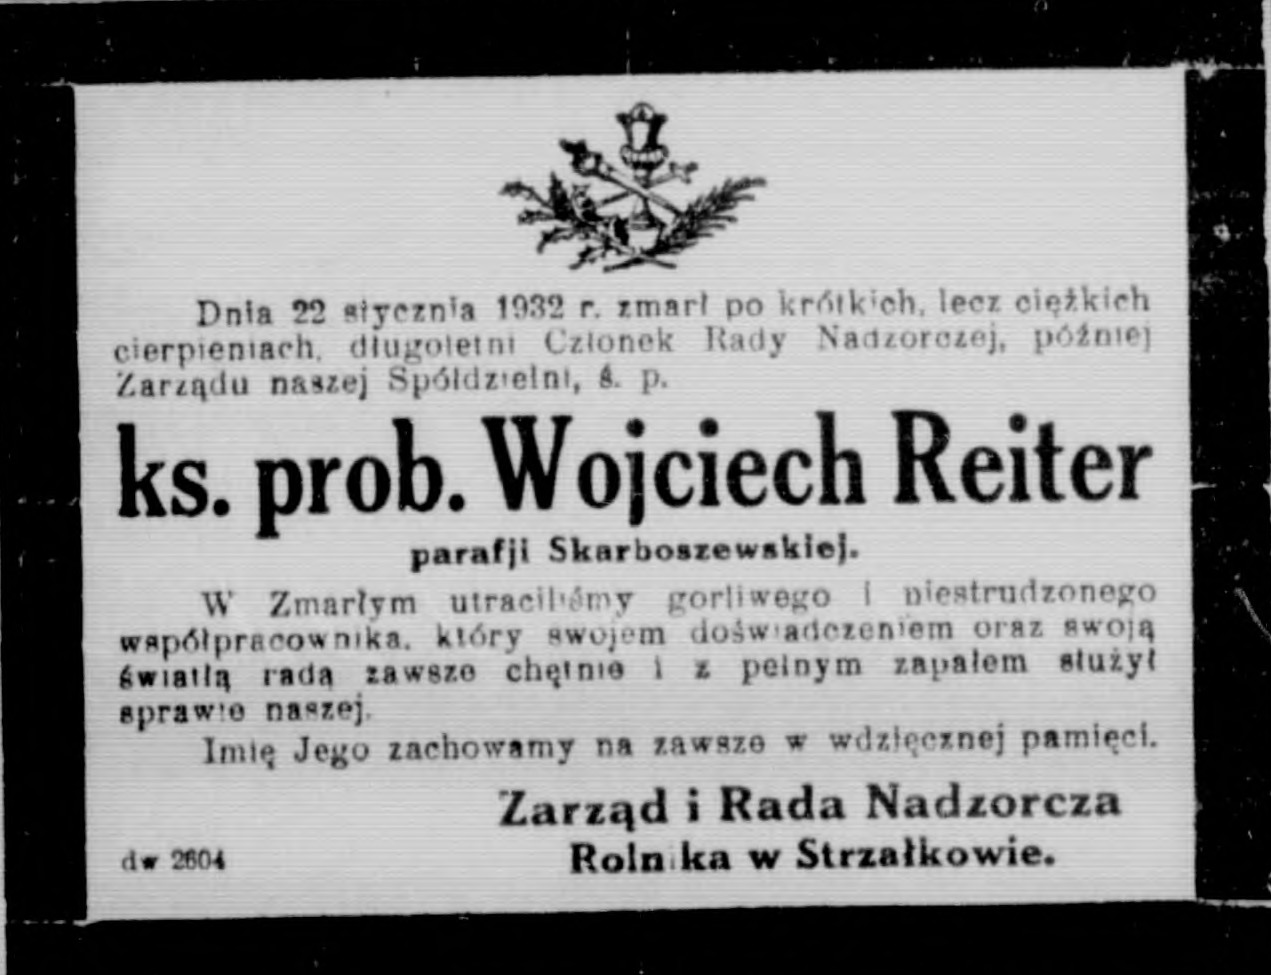 Dnia 22 stycznia 1932 r. zmarł po krótkich, lecz ciężkich
cierpieniach, długoletni Członek Rady Nadzorczej, później
Zarządu naszej Spółdzielni, ś. p.
ks. prob. Wojciech Reiter
parafji Skarboszewskiej.
W Zmarłym utraciliśmy gorliwego i niestrudzonego
współpracownika, który swojem doświadczeniem oraz swoją
światłą radą zawsze chętnie i z pełnym zapałem służył
sprawie naszej.
Imię Jego zachowamy na zawsze w wdzięcznej pamięci.
Zarząd i Rada Nadzorcza
Rolnika w Strzałkowie.
dw 2604